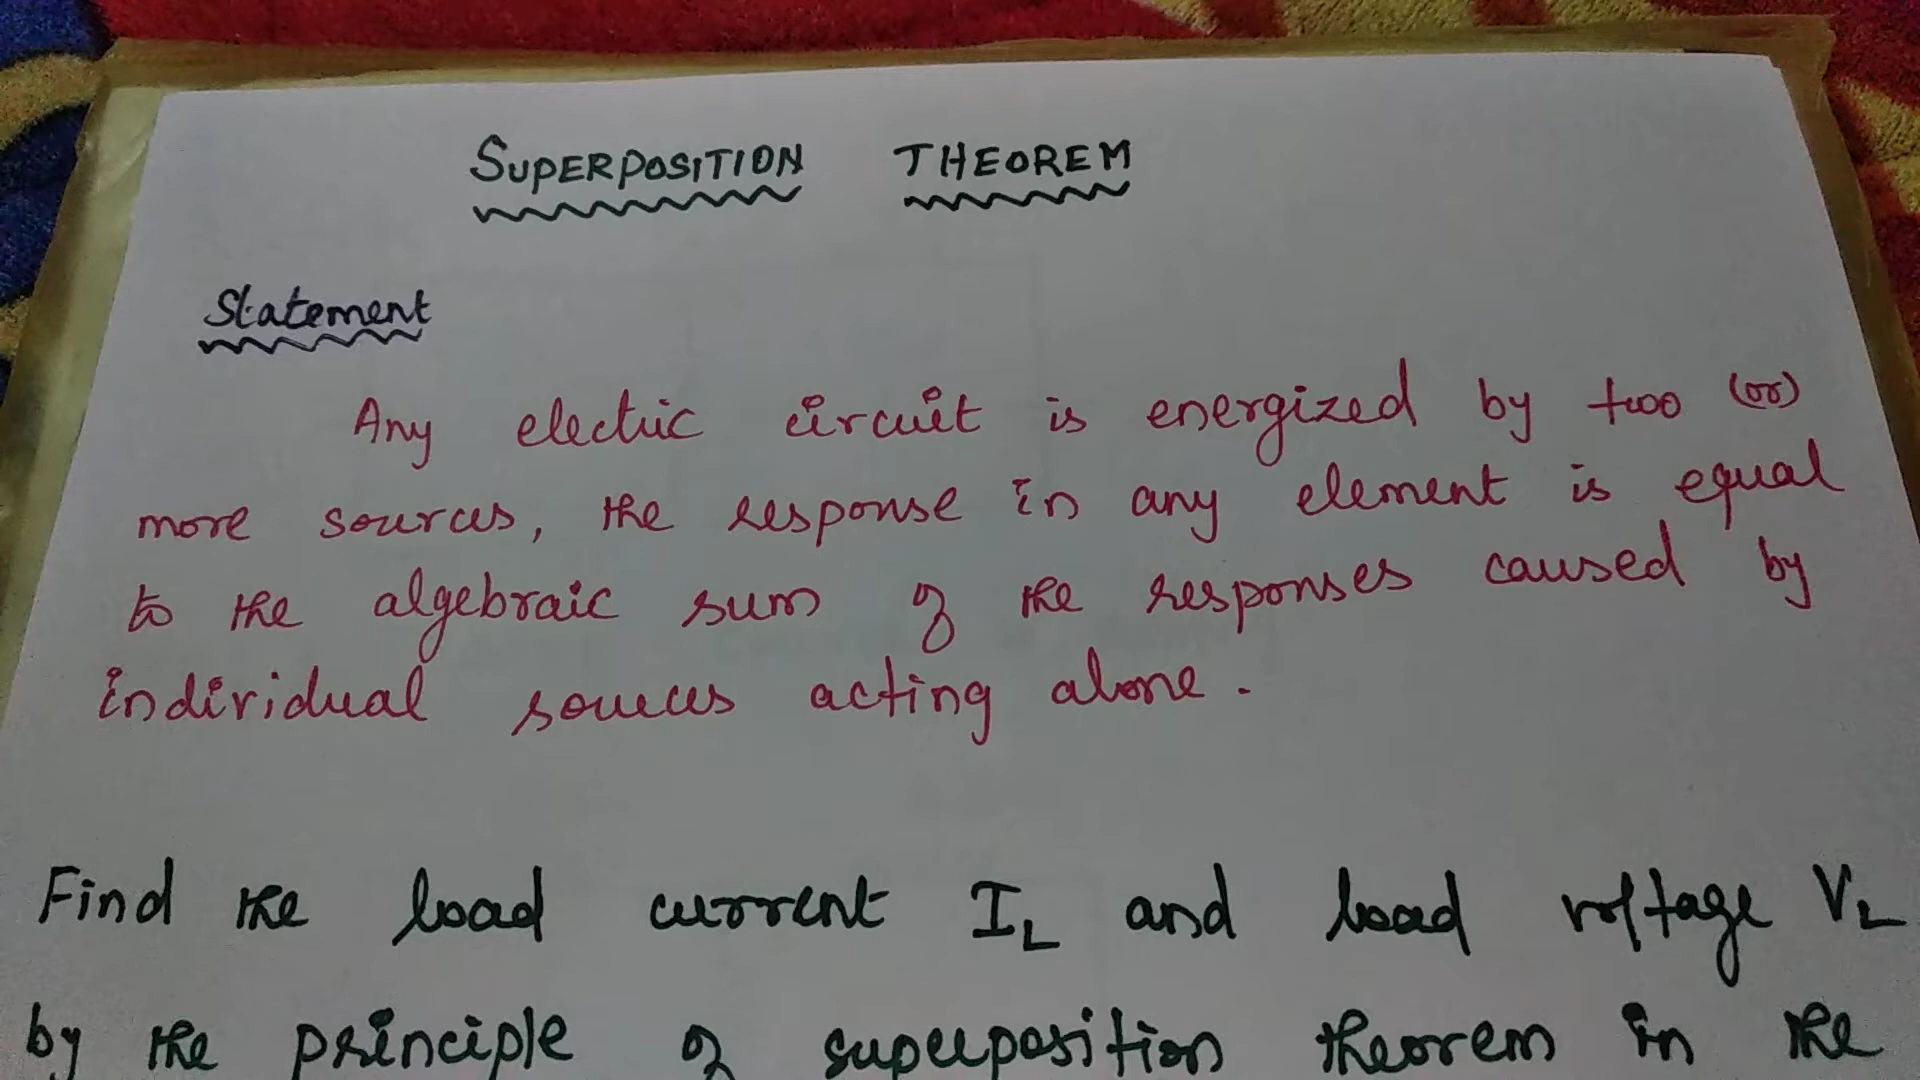 SUPERPOSITION THEOREM
Statement
Any electric circuit is energized by two (or)
more sources, the response in any element is equal
to the algebraic sum of the responses caused by
individual sources acting alone.
Find the load current IL and load voltage VL
by the principle of superposition theorem in the